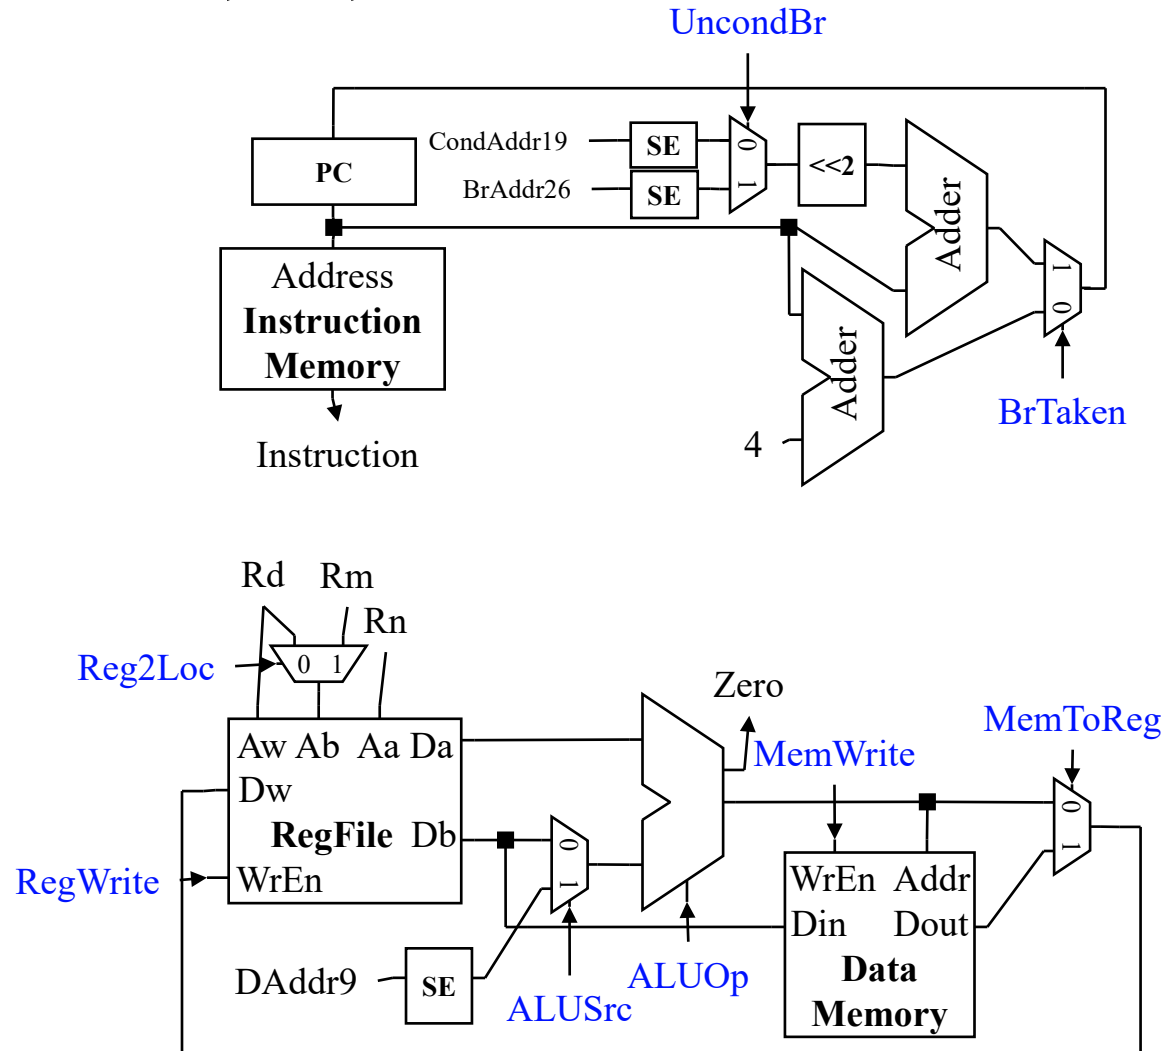 UncondBr
CondAddr19
SE
0
PC
<<2
BrAddr26
SE
1
Adder
Address
Instruction
Memory
1
0
Adder
BrTaken
4
Instruction
Rd
Rm
Rn
Reg2Loc
0 1
Zero
MemToReg
Aw Ab Aa Da
MemWrite
Dw
0
RegFile Db
0
1
RegWrite
WrEn
1
WrEn Addr
Din Dout
DAddr9
SE
ALUOp
Data
Memory
ALUSrc